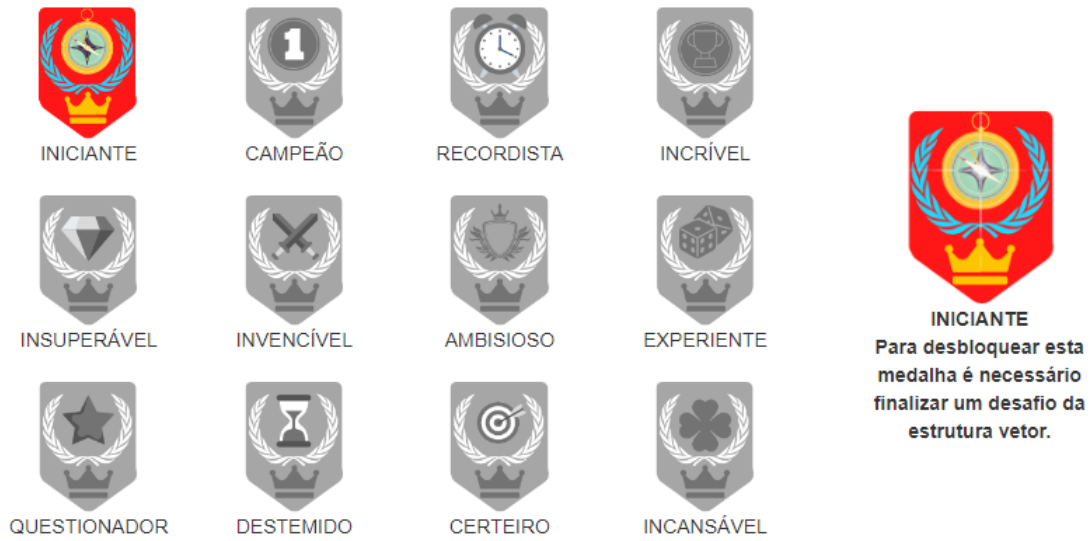 1
INICIANTE
CAMPEÃO
RECORDISTA
INCRÍVEL
INSUPERÁVEL
INVENCÍVEL
AMBISIOSO
EXPERIENTE
QUESTIONADOR
DESTEMIDO
CERTEIRO
INCANSÁVEL
INICIANTE
Para desbloquear esta
medalha é necessário
finalizar um desafio da
estrutura vetor.